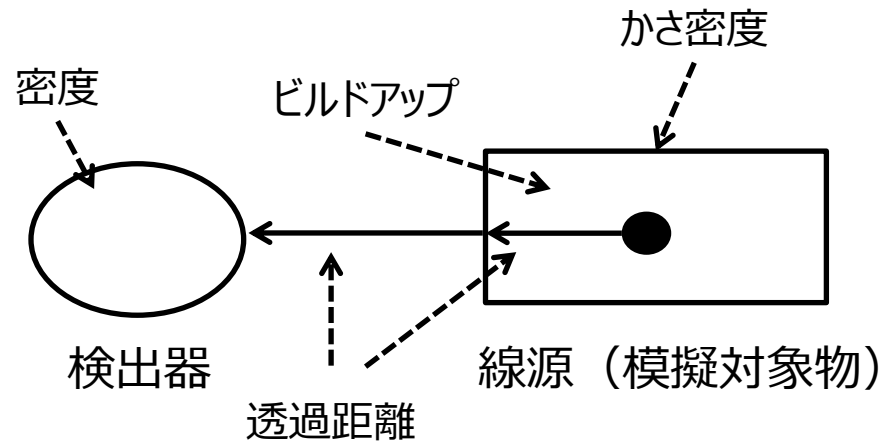 かさ密度
密度
ビルドアップ
検出器
線源（模擬対象物）
透過距離